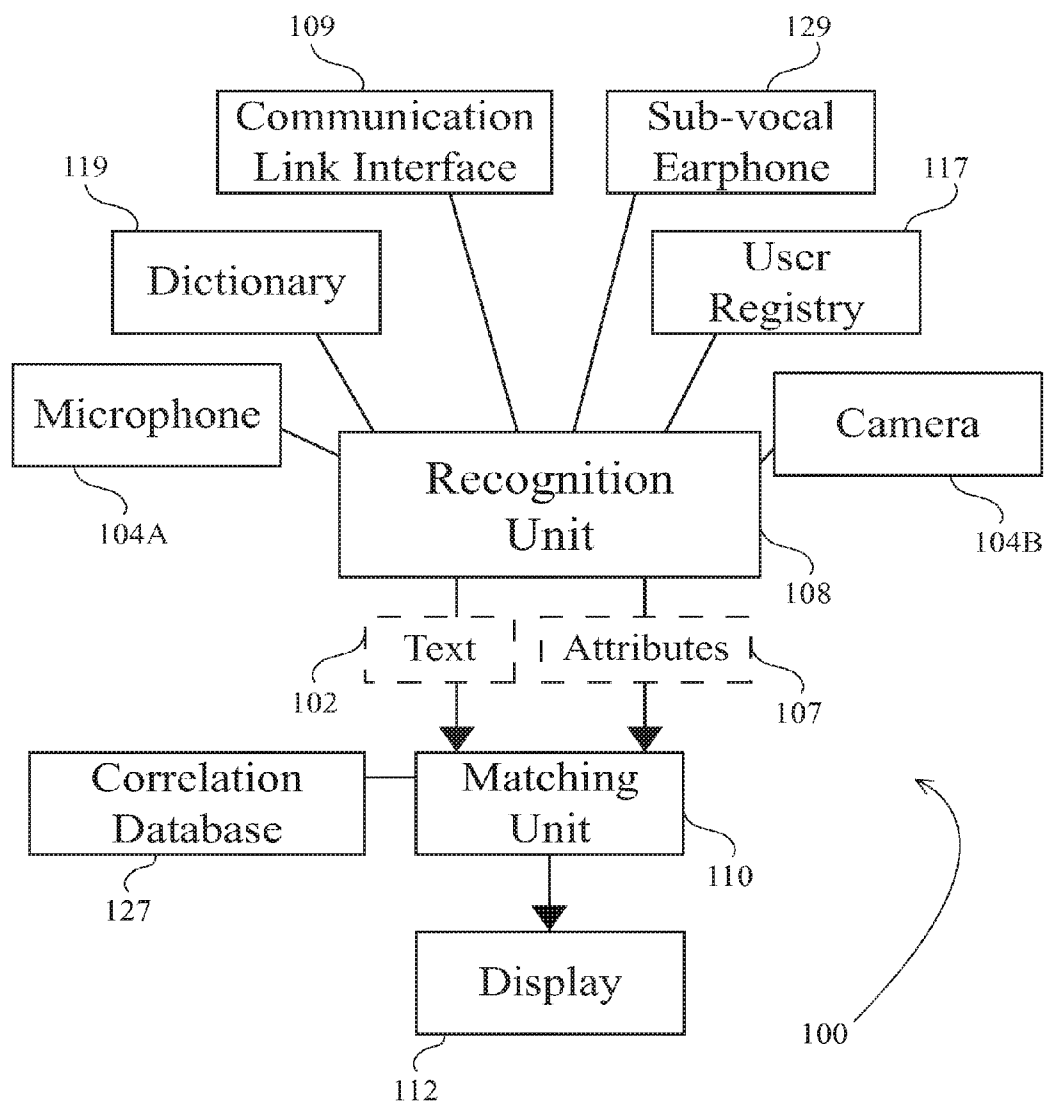 109
129
Communication
Link Interface
Sub-vocal
Earphone
119
117
Dictionary
User
Registry
Microphone
Camera
Recognition
Unit
104A
104B
108
Text
Attributes
102
107
Correlation
Database
Matching
Unit
127
110
Display
100
112